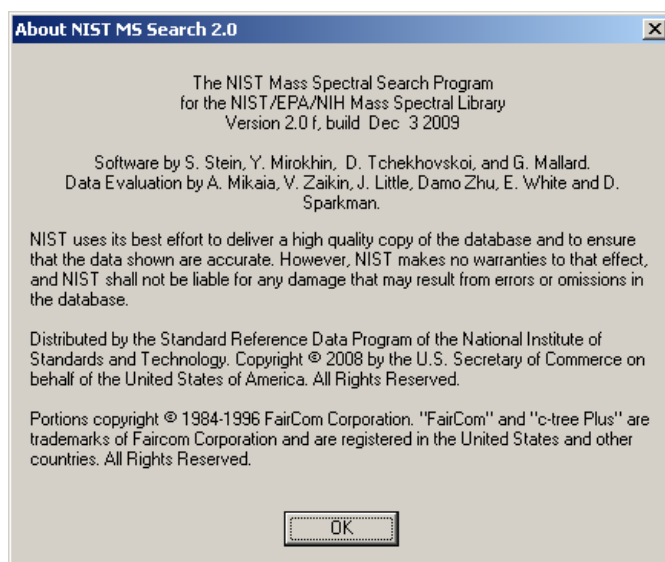 About NIST MS Search 2.0
The NIST Mass Spectral Search Program
for the NIST/EPA/NIH Mass Spectral Library
Version 2.0 f, build Dec 3 2009
Software by S. Stein, Y. Mirokhin, D. Tchekhovskoi, and G. Mallard.
Data Evaluation by A. Mikaia, V. Zaikin, J. Little, Damo Zhu, E. White and D.
Sparkman.
NIST uses its best effort to deliver a high quality copy of the database and to ensure
that the data shown are accurate. However, NIST makes no warranties to that effect,
and NIST shall not be liable for any damage that may result from errors or omissions in
the database.
Distributed by the Standard Reference Data Program of the National Institute of
Standards and Technology. Copyright © 2008 by the U.S. Secretary of Commerce on
behalf of the United States of America. All Rights Reserved.
Portions copyright © 1984-1996 FairCom Corporation. "FairCom" and "c-tree Plus" are
trademarks of Faircom Corporation and are registered in the United States and other
countries. All Rights Reserved.
OK